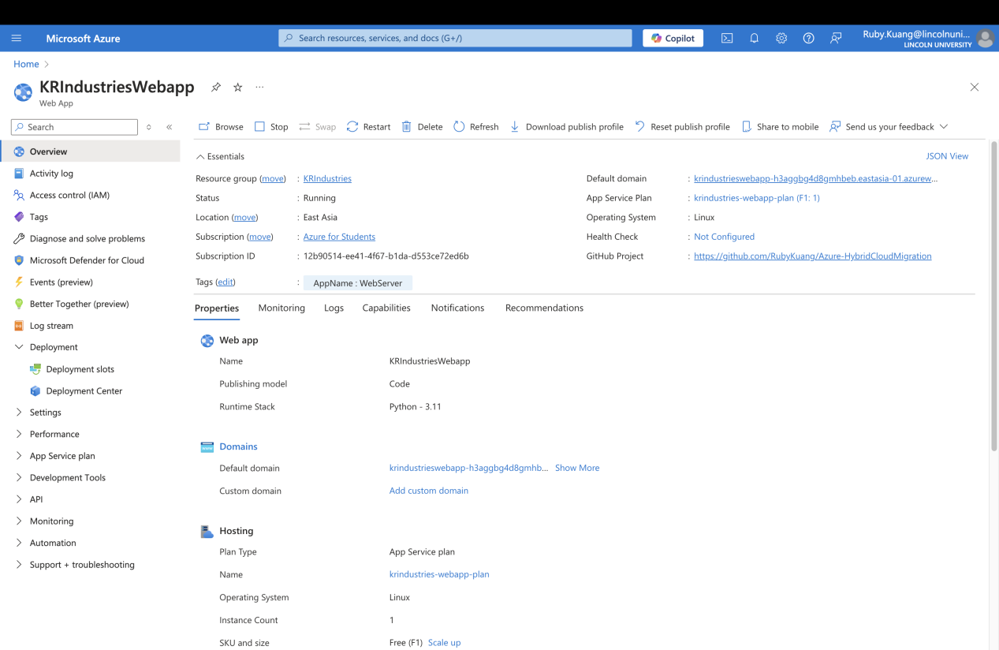 Microsoft Azure
Search resources, services, and docs (G+/)
Copilot
Ruby.Kuang@lincolnuni...
LINCOLN UNIVERSITY
Home
KRIndustriesWebapp
Web App
Search
Browse Stop Swap Restart Delete Refresh Download publish profile Reset publish profile Share to mobile Send us your feedback
Overview
Activity log
Access control (IAM)
Tags
Diagnose and solve problems
Microsoft Defender for Cloud
Events (preview)
Better Together (preview)
Log stream
Deployment
Deployment slots
Deployment Center
Settings
Performance
App Service plan
Development Tools
API
Monitoring
Automation
Support + troubleshooting
Essentials
JSON View
Resource group (move) : KRIndustries
Status : Running
Location (move) : East Asia
Subscription (move) : Azure for Students
Subscription ID : 12b90514-ee41-4f67-b1da-d553ce72ed6b
Default domain : krindustrieswebapp-h3aggbg4d8gmhbeb.eastasia-01.azurew...
App Service Plan : krindustries-webapp-plan (F1: 1)
Operating System : Linux
Health Check : Not Configured
GitHub Project : https://github.com/RubyKuang/Azure-HybridCloudMigration
Tags (edit) : AppName : WebServer
Properties Monitoring Logs Capabilities Notifications Recommendations
Web app
Name KRIndustriesWebapp
Publishing model Code
Runtime Stack Python - 3.11
Domains
Default domain krindustrieswebapp-h3aggbg4d8gmhb... Show More
Custom domain Add custom domain
Hosting
Plan Type App Service plan
Name krindustries-webapp-plan
Operating System Linux
Instance Count 1
SKU and size Free (F1) Scale up